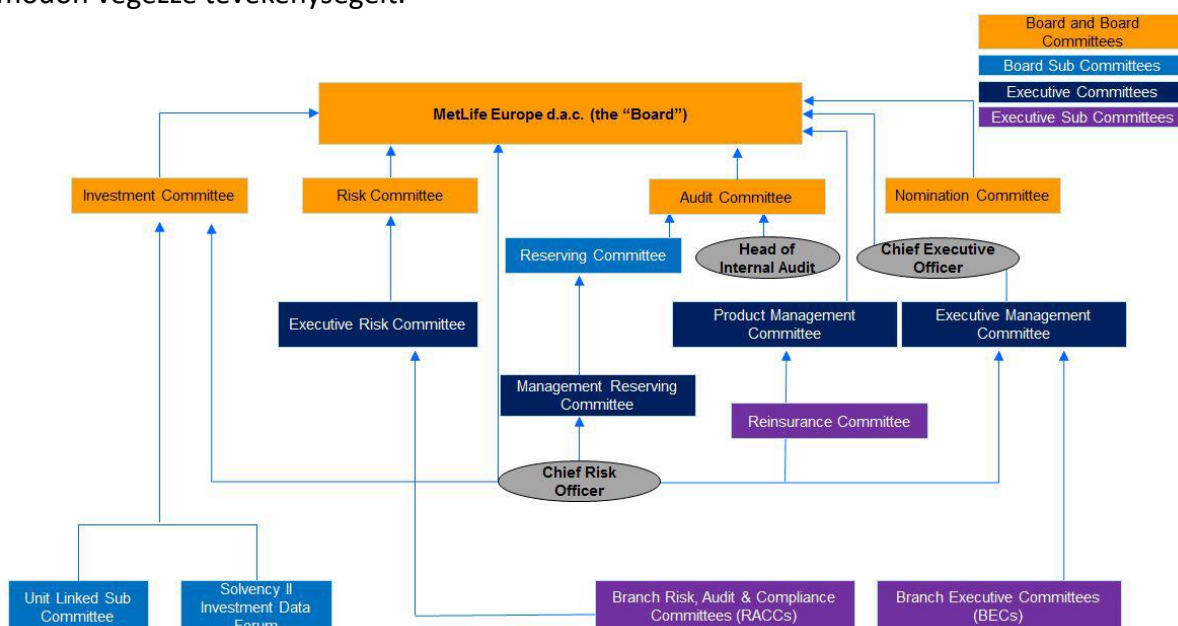 módon végezze tevékenységeit.
Board and Board
Committees
Board Sub Committees
Executive Committees
Executive Sub Committees
MetLife Europe d.a.c. (the “Board”)
Investment Committee
Risk Committee
Audit Committee
Nomination Committee
Reserving Committee
Head of
Internal Audit
Chief Executive
Officer
Executive Risk Committee
Product Management
Committee
Executive Management
Committee
Management Reserving
Committee
Reinsurance Committee
Chief Risk
Officer
Unit Linked Sub
Committee
Solvency II
Investment Data
Forum
Branch Risk, Audit & Compliance
Committees (RACCs)
Branch Executive Committees
(BECs)